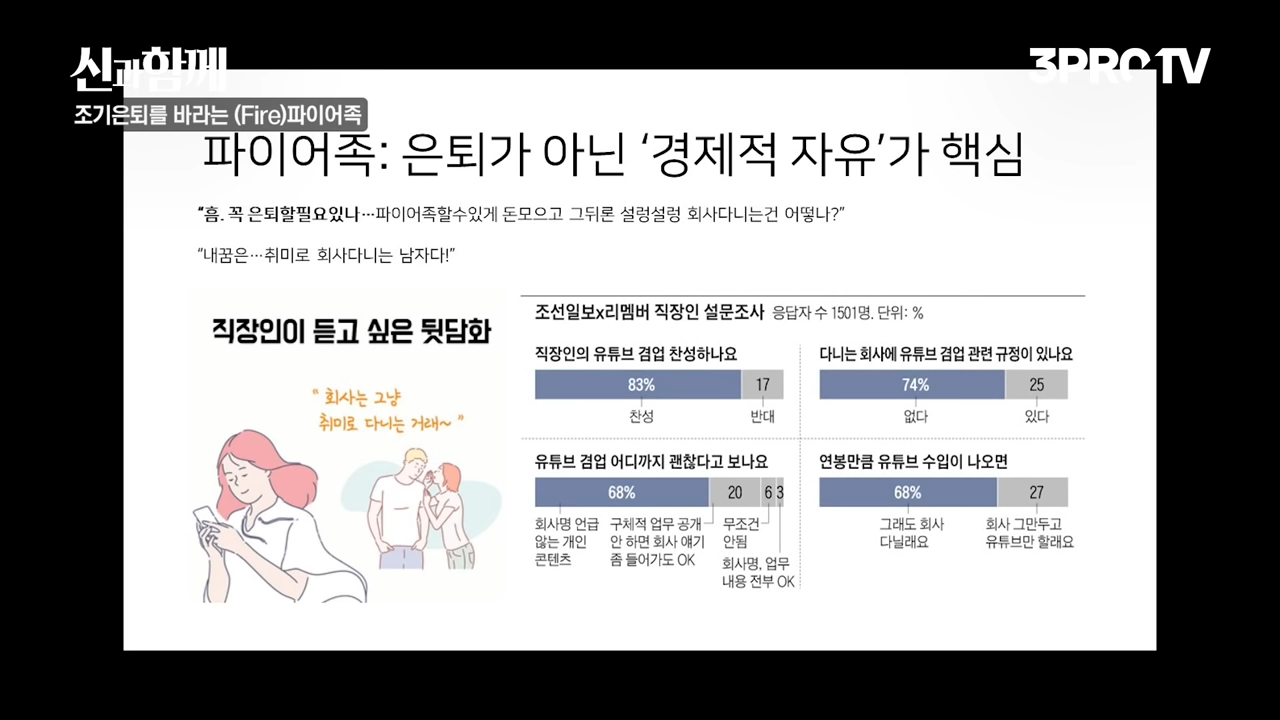 신과함께
3PROTV
조기은퇴를 바라는 (Fire)파이어족
파이어족: 은퇴가 아닌 ‘경제적 자유’가 핵심
“흠. 꼭 은퇴할필요있나…파이어족할수있게 돈모으고 그뒤론 설렁설렁 회사다니는건 어떻나?”
“내꿈은…취미로 회사다니는 남자다!”
직장인이 듣고 싶은 뒷담화
“ 회사는 그냥
취미로 다니는 거래~ ”
조선일보x리멤버 직장인 설문조사 응답자 수 1501명. 단위: %
직장인의 유튜브 겸업 찬성하나요
83% 17
찬성 반대
다니는 회사에 유튜브 겸업 관련 규정이 있나요
74% 25
없다 있다
유튜브 겸업 어디까지 괜찮다고 보나요
68% 20 6 3
회사명 언급
않는 개인
콘텐츠
구체적 업무 공개
안 하면 회사 얘기
좀 들어가도 OK
무조건
안됨
회사명, 업무
내용 전부 OK
연봉만큼 유튜브 수입이 나오면
68% 27
그래도 회사
다닐래요
회사 그만두고
유튜브만 할래요